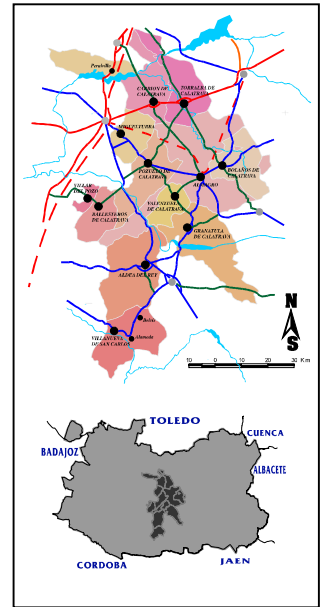 Peralvillo
CARRION DE
CALATRAVA
TORRALBA DE
CALATRAVA
MIGUELTURRA
POZUELO DE
CALATRAVA
BOLAÑOS DE
CALATRAVA
ALMAGRO
VILLAR
DEL POZO
BALLESTEROS
DE CALATRAVA
VALENZUELA
DE CALATRAVA
GRANATULA
DE CALATRAVA
ALDEA DEL REY
Belvis
VILLANUEVA
DE SAN CARLOS
Alameda
N
S
10 0 10 20 30 Km
TOLEDO
CUENCA
BADAJOZ
ALBACETE
CORDOBA
JAEN